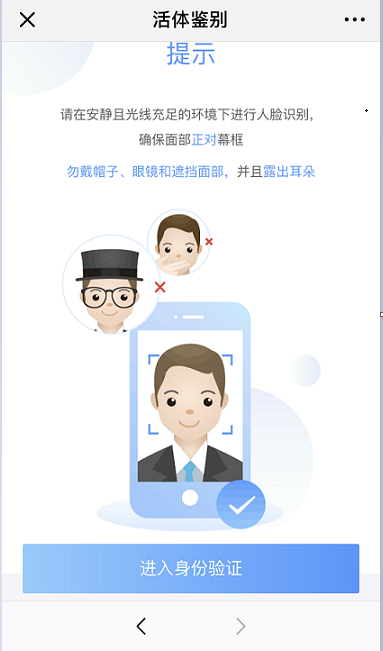 活体鉴别
提示
请在安静且光线充足的环境下进行人脸识别，
确保面部正对幕框
勿戴帽子、眼镜和遮挡面部，并且露出耳朵
进入身份验证